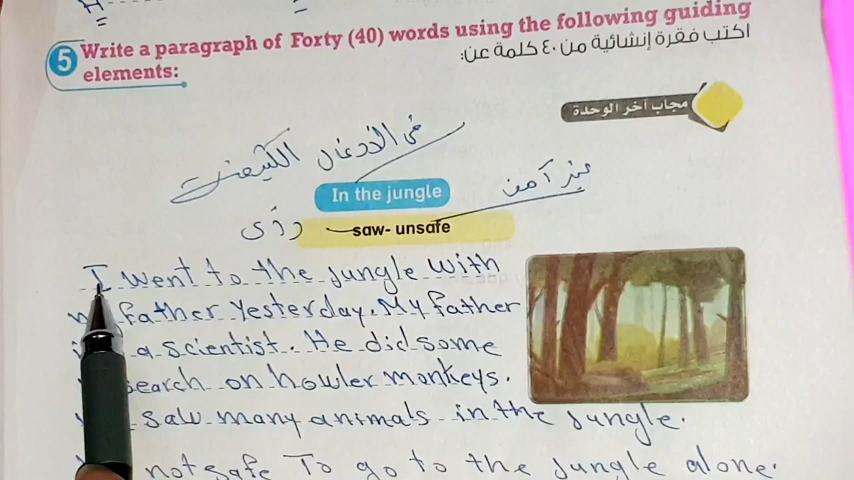 5 Write a paragraph of Forty (40) words using the following guiding
elements:
اكتب فقرة إنشائية من ٤٠ كلمة عن:
مجاب آخر الوحدة
فى الادغال الكثيفة
In the jungle
غير آمن
saw- unsafe
رأى
I went to the jungle with
father yesterday. My father
a scientist. He did some
search on howler monkeys.
saw many animals in the jungle.
not safe To go to the jungle alone.